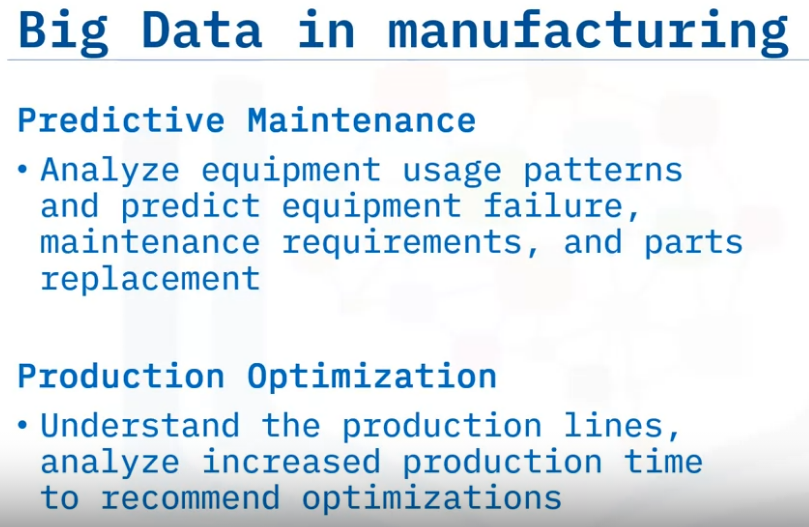 Big Data in manufacturing
Predictive Maintenance
• Analyze equipment usage patterns
and predict equipment failure,
maintenance requirements, and parts
replacement
Production Optimization
• Understand the production lines,
analyze increased production time
to recommend optimizations